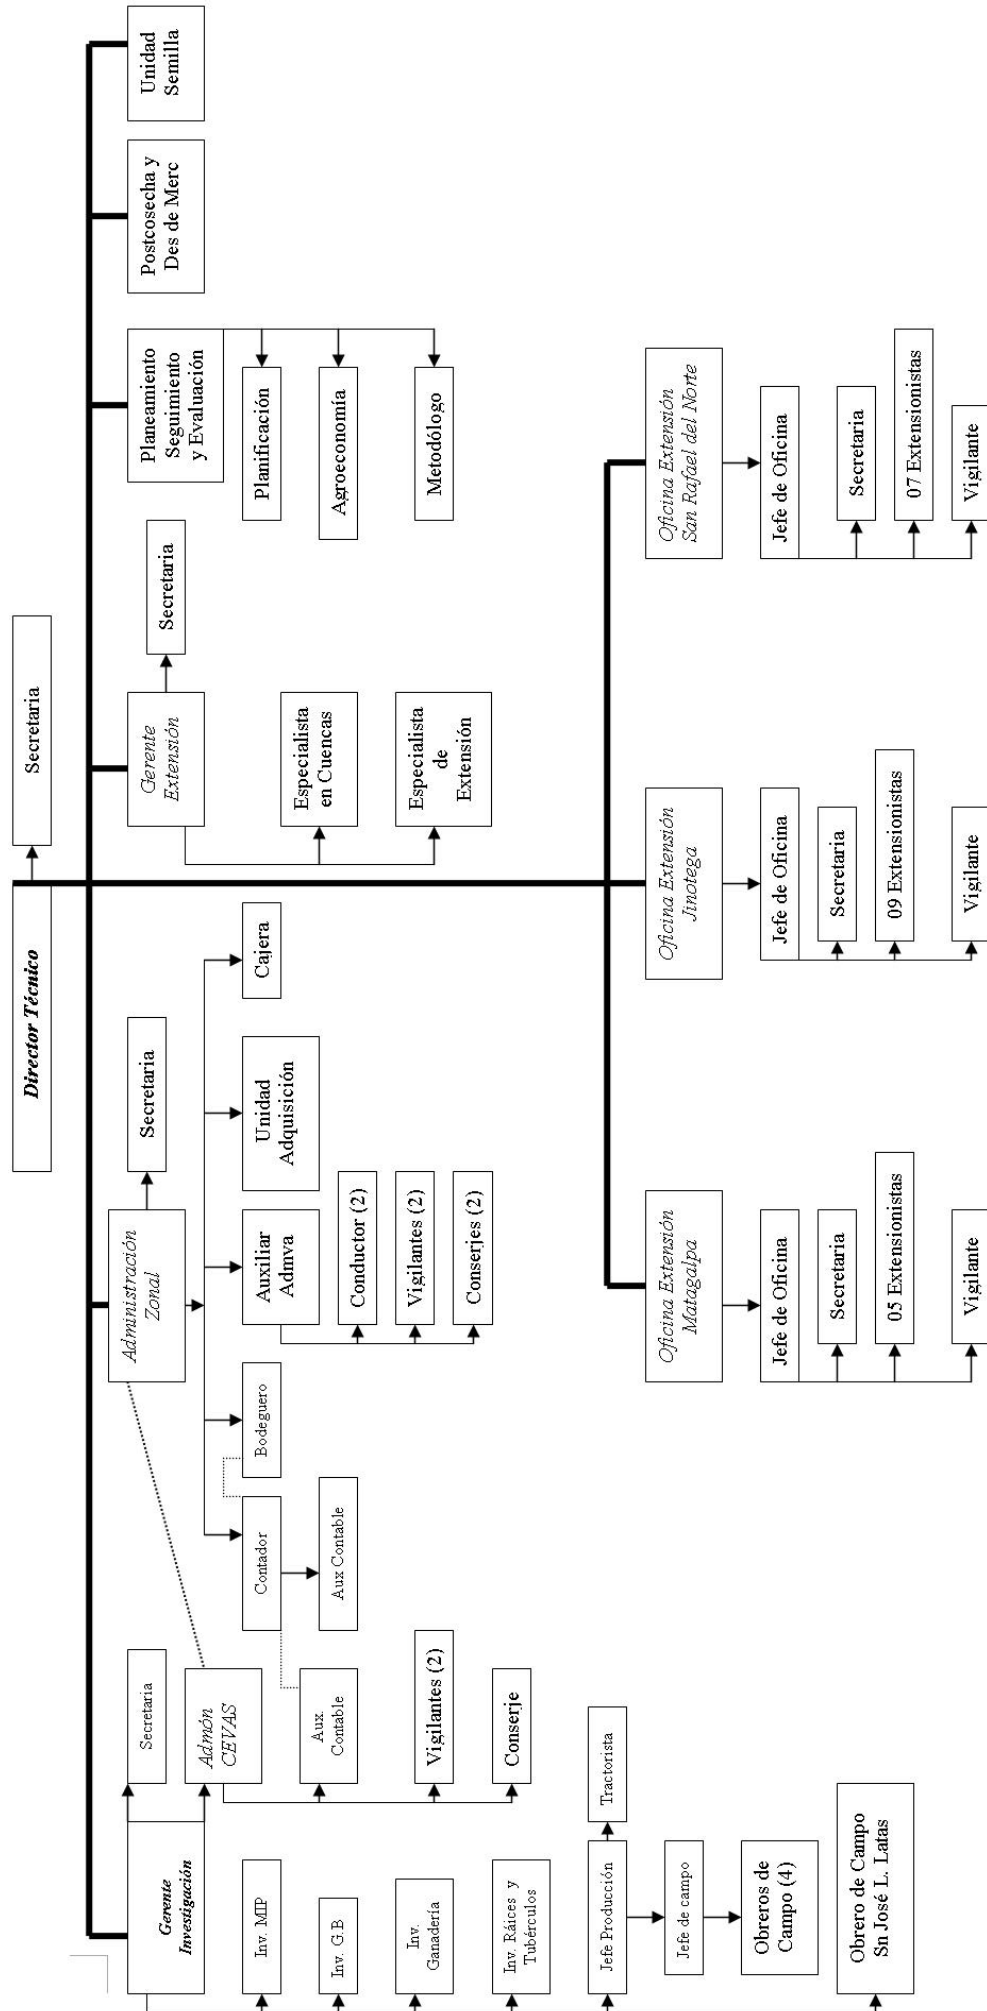 Director Técnico
Secretaria
Gerente
Investigación
Secretaria
Admón
CEVAS
Aux.
Contable
Vigilantes (2)
Conserje
Inv. MIP
Inv. G.B
Inv.
Ganadería
Inv. Ráices y
Tubérculos
Jefe Producción
Tractorista
Jefe de campo
Obreros de
Campo (4)
Obrero de Campo
Sn José L. Latas
Administración
Zonal
Secretaria
Contador
Aux Contable
Bodeguero
Auxiliar
Admva
Conductor (2)
Vigilantes (2)
Conserjes (2)
Unidad
Adquisición
Cajera
Gerente
Extensión
Secretaria
Especialista
en Cuencas
Especialista
de
Extensión
Planeamiento
Seguimiento
y Evaluación
Planificación
Agroeconomía
Metodólogo
Postcosecha y
Des de Merc
Unidad
Semilla
Oficina Extensión
Matagalpa
Jefe de Oficina
Secretaria
05 Extensionistas
Vigilante
Oficina Extensión
Jinotega
Jefe de Oficina
Secretaria
09 Extensionistas
Vigilante
Oficina Extensión
San Rafael del Norte
Jefe de Oficina
Secretaria
07 Extensionistas
Vigilante